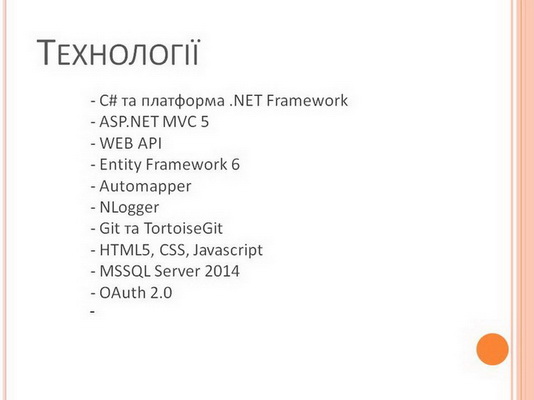 Технології
- C# та платформа .NET Framework
- ASP.NET MVC 5
- WEB API
- Entity Framework 6
- Automapper
- NLogger
- Git та TortoiseGit
- HTML5, CSS, Javascript
- MSSQL Server 2014
- OAuth 2.0
-